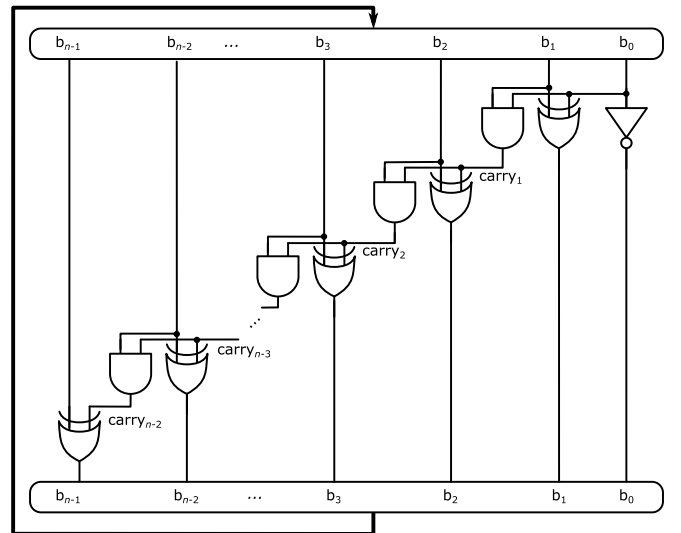 bn-1 bn-2 ... b3 b2 b1 b0
carry1
carry2
...
carryn-3
carryn-2
bn-1 bn-2 ... b3 b2 b1 b0